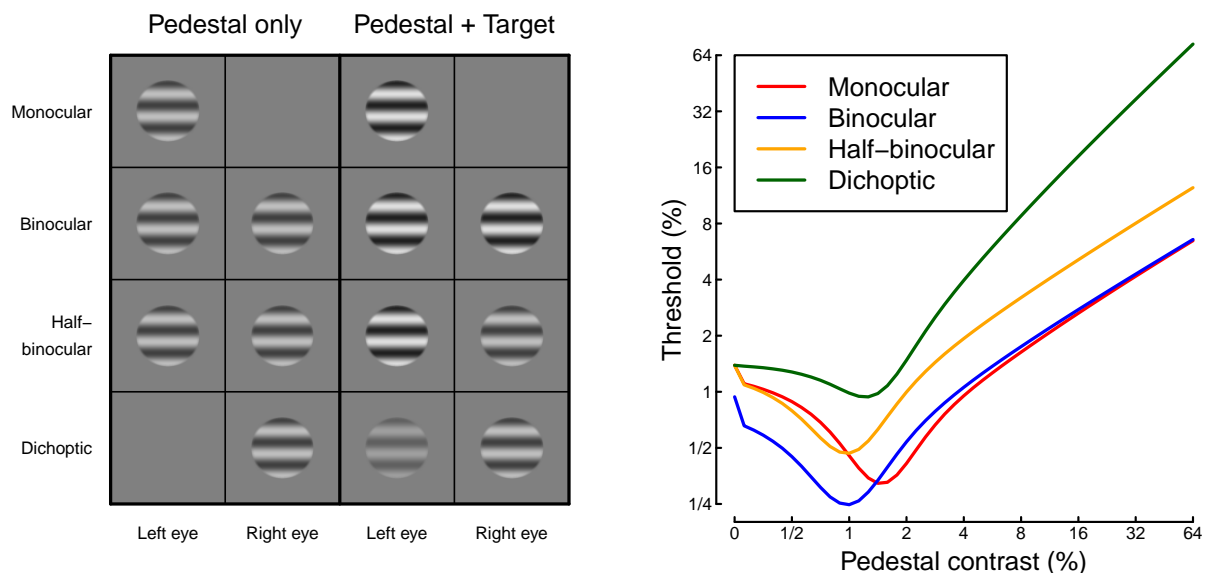 Pedestal only Pedestal + Target
Monocular
Binocular
Half–
binocular
Dichoptic
Left eye Right eye Left eye Right eye
64
32
16
8
4
2
1
1/2
1/4
Threshold (%)
Monocular
Binocular
Half–binocular
Dichoptic
0 1/2 1 2 4 8 16 32 64
Pedestal contrast (%)